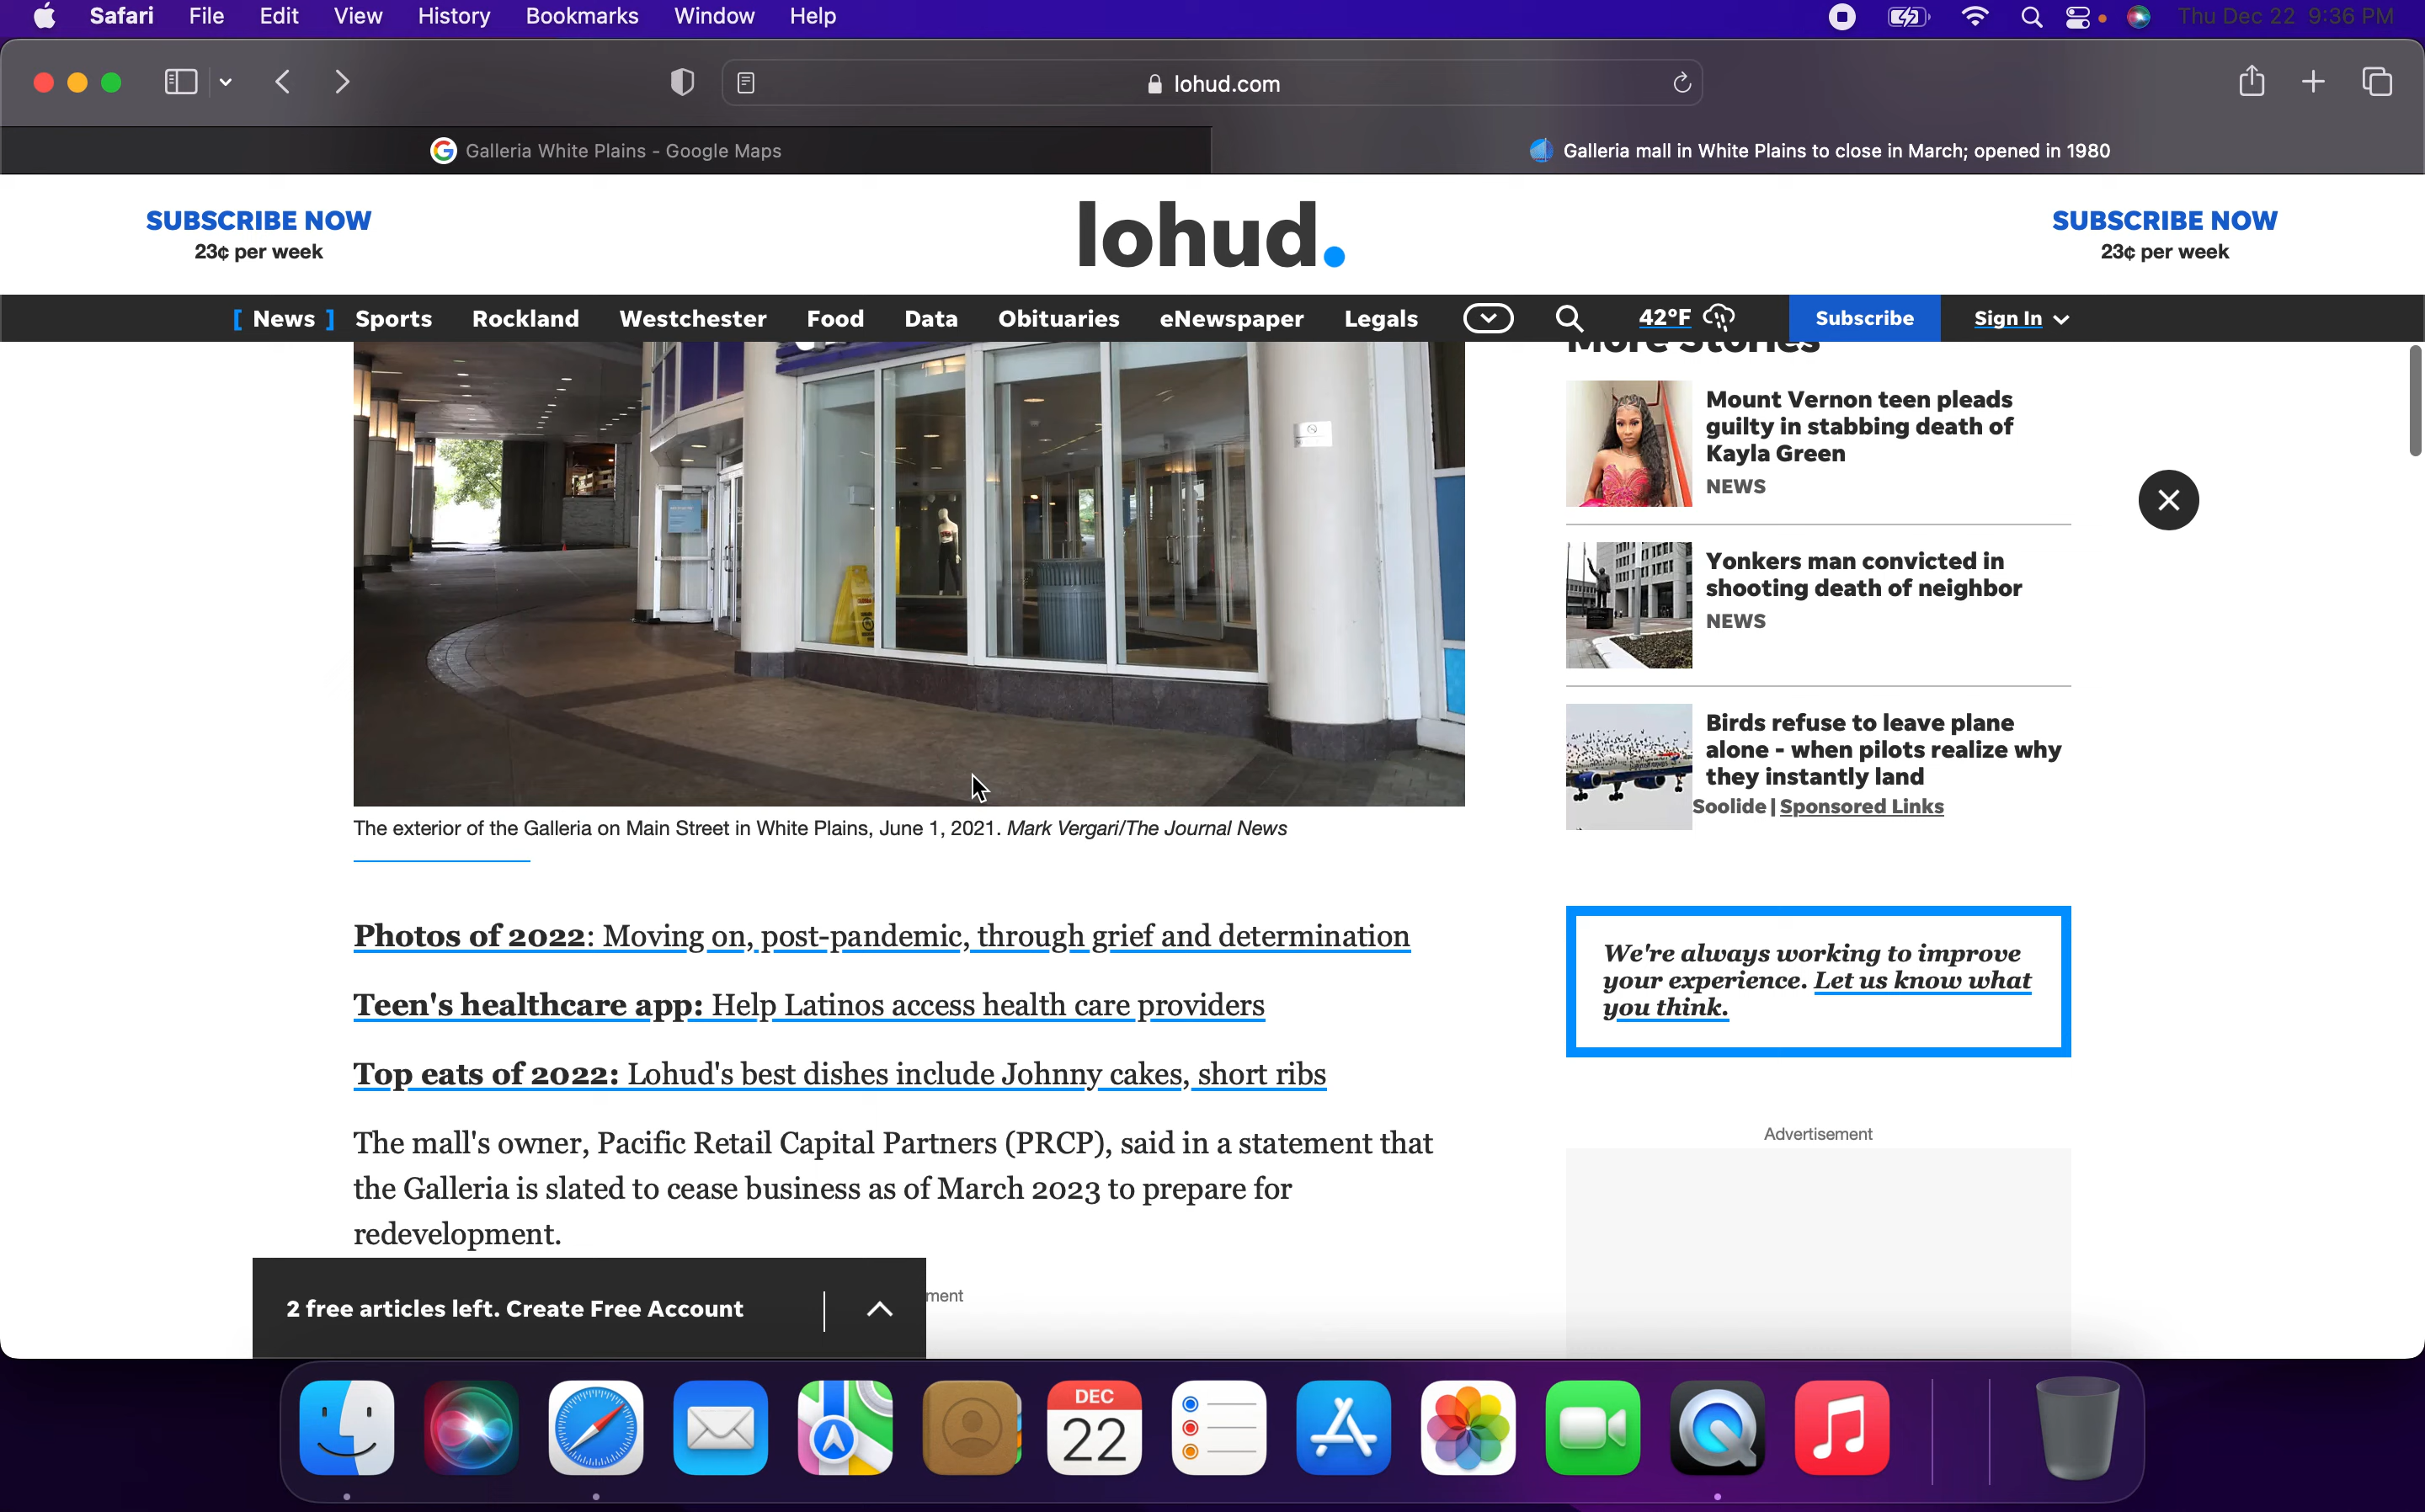 Safari File Edit View History Bookmarks Window Help Thu Dec 22 9:36 PM
lohud.com
Galleria White Plains - Google Maps
Galleria mall in White Plains to close in March; opened in 1980
SUBSCRIBE NOW
23¢ per week
lohud.
SUBSCRIBE NOW
23¢ per week
[ News ] Sports Rockland Westchester Food Data Obituaries eNewspaper Legals 42°F Subscribe Sign In
The exterior of the Galleria on Main Street in White Plains, June 1, 2021. Mark Vergari/The Journal News
Photos of 2022: Moving on, post-pandemic, through grief and determination
Teen's healthcare app: Help Latinos access health care providers
Top eats of 2022: Lohud's best dishes include Johnny cakes, short ribs
The mall's owner, Pacific Retail Capital Partners (PRCP), said in a statement that
the Galleria is slated to cease business as of March 2023 to prepare for
redevelopment.
ment
2 free articles left. Create Free Account
More Stories
Mount Vernon teen pleads
guilty in stabbing death of
Kayla Green
NEWS
Yonkers man convicted in
shooting death of neighbor
NEWS
Birds refuse to leave plane
alone - when pilots realize why
they instantly land
Soolide | Sponsored Links
We're always working to improve
your experience. Let us know what
you think.
Advertisement
DEC
22